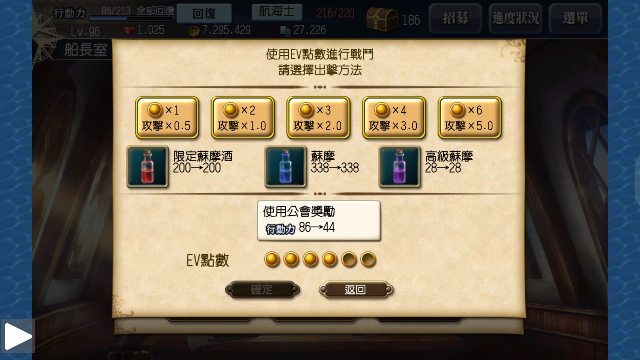 行動力 86/213 全部回復 回復 航海士 216/220 186 招募 進度狀況 選單
Lv.96 1,025 7,295,429 27,226
船長室
使用EV點數進行戰鬥
請選擇出擊方法
×1 ×2 ×3 ×4 ×6
攻擊×0.5 攻擊×1.0 攻擊×2.0 攻擊×3.0 攻擊×5.0
限定蘇摩酒 蘇摩 高級蘇摩
200→200 338→338 28→28
使用公會獎勵
行動力 86→44
EV點數
確定 返回